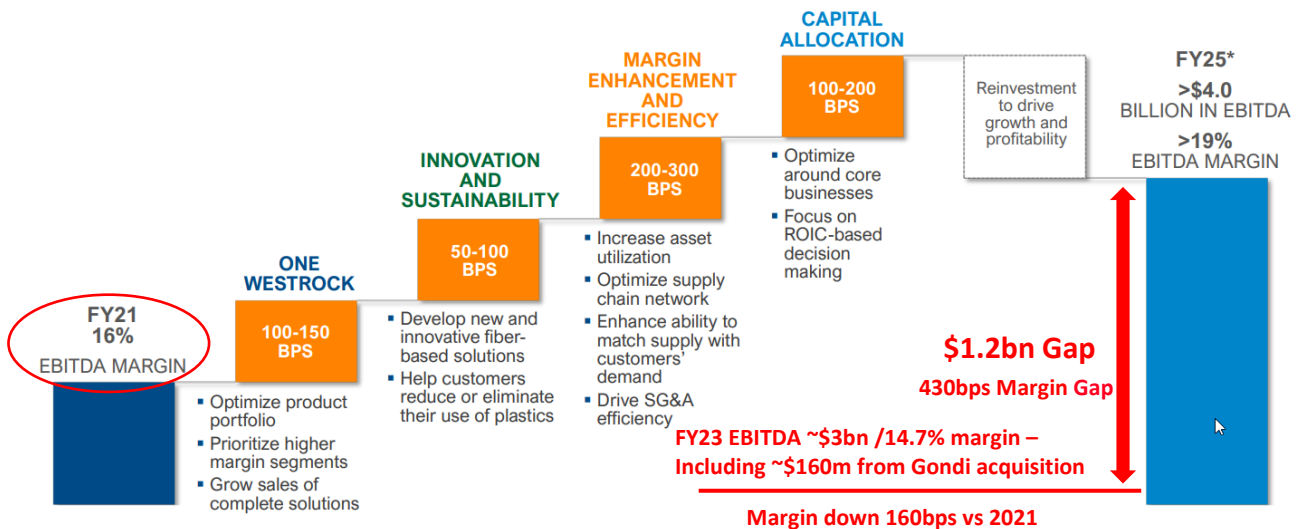 FY21
16%
EBITDA MARGIN
ONE
WESTROCK
100-150
BPS
▪ Optimize product
portfolio
▪ Prioritize higher
margin segments
▪ Grow sales of
complete solutions
INNOVATION
AND
SUSTAINABILITY
50-100
BPS
▪ Develop new and
innovative fiber-
based solutions
▪ Help customers
reduce or eliminate
their use of plastics
MARGIN
ENHANCEMENT
AND
EFFICIENCY
200-300
BPS
▪ Increase asset
utilization
▪ Optimize supply
chain network
▪ Enhance ability to
match supply with
customers’
demand
▪ Drive SG&A
efficiency
CAPITAL
ALLOCATION
100-200
BPS
▪ Optimize
around core
businesses
▪ Focus on
ROIC-based
decision
making
Reinvestment
to drive
growth and
profitability
FY25*
>$4.0
BILLION IN EBITDA
>19%
EBITDA MARGIN
$1.2bn Gap
430bps Margin Gap
FY23 EBITDA ~$3bn /14.7% margin –
Including ~$160m from Gondi acquisition
Margin down 160bps vs 2021